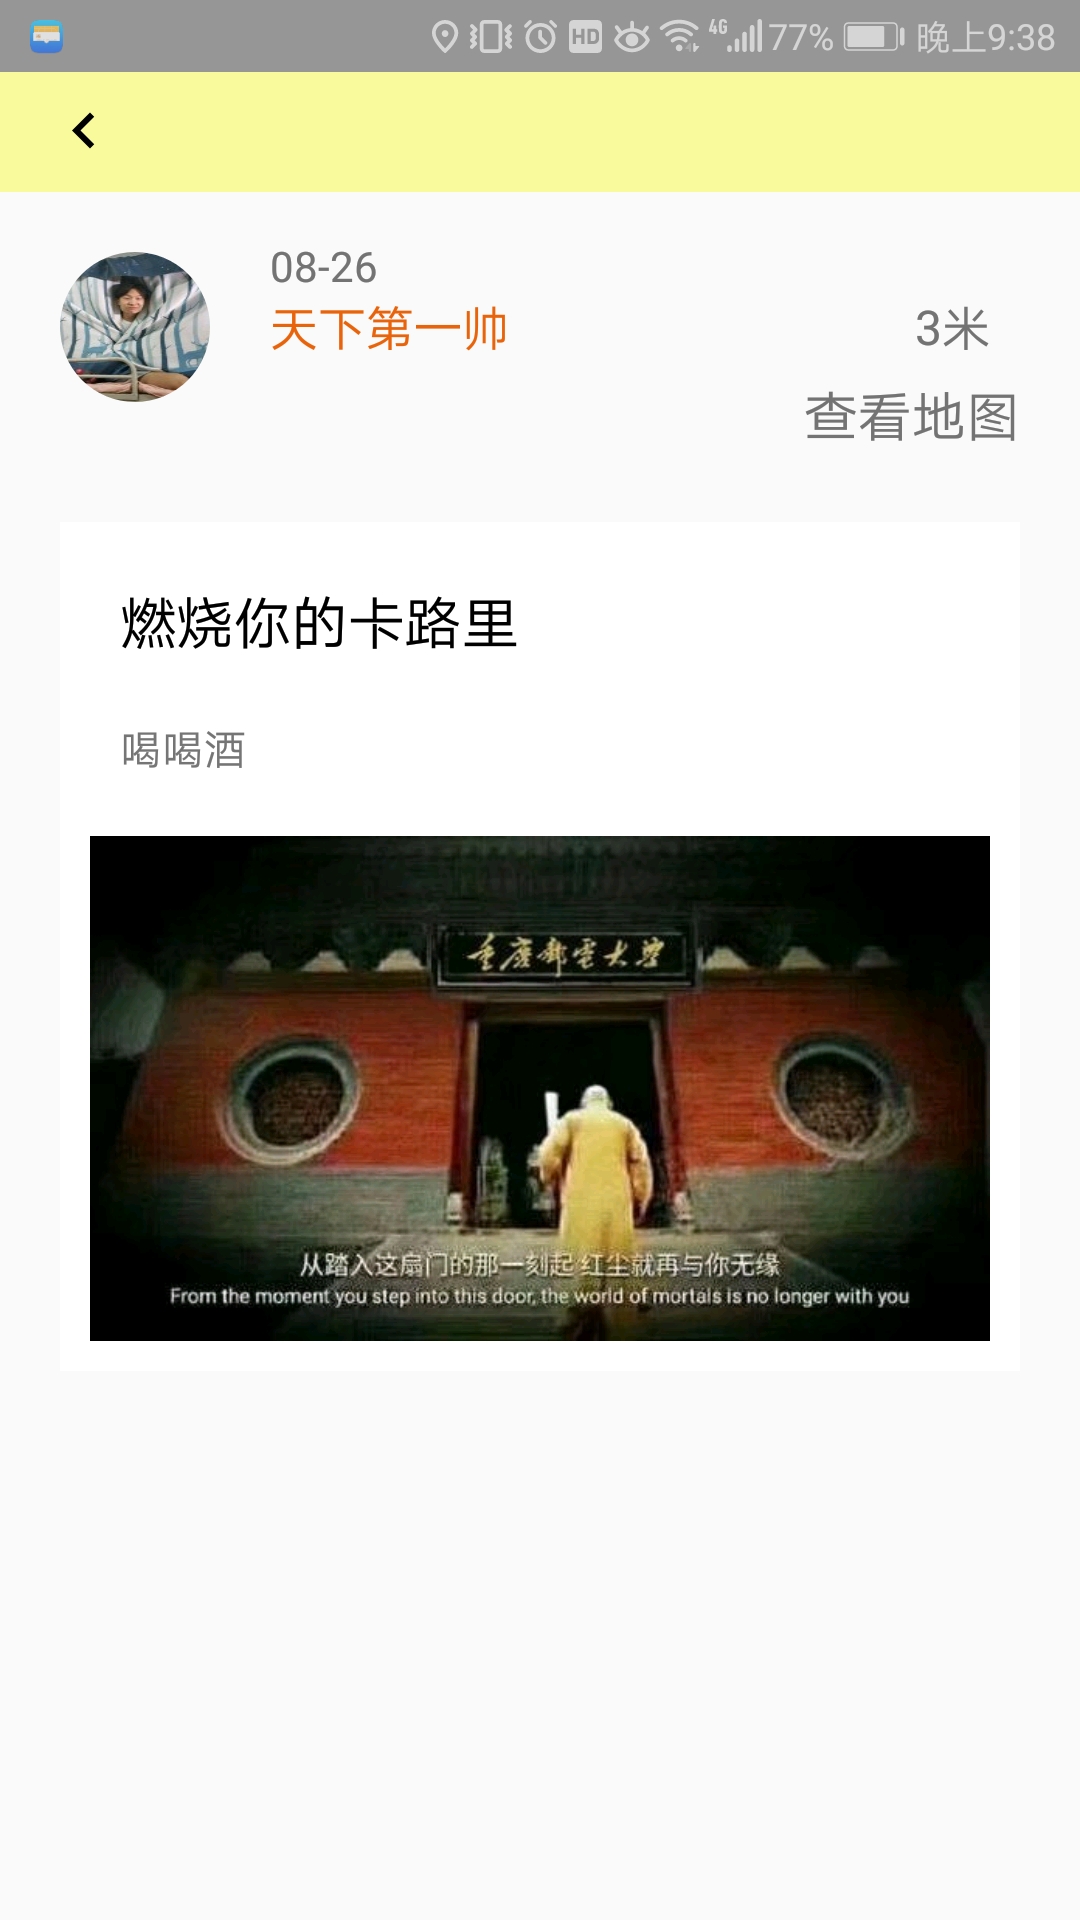 HD 4G 77% 晚上9:38
08-26
天下第一帅
3米
查看地图
燃烧你的卡路里
喝喝酒
重庆邮电大学
从踏入这扇门的那一刻起 红尘就再与你无缘
From the moment you step into this door, the world of mortals is no longer with you